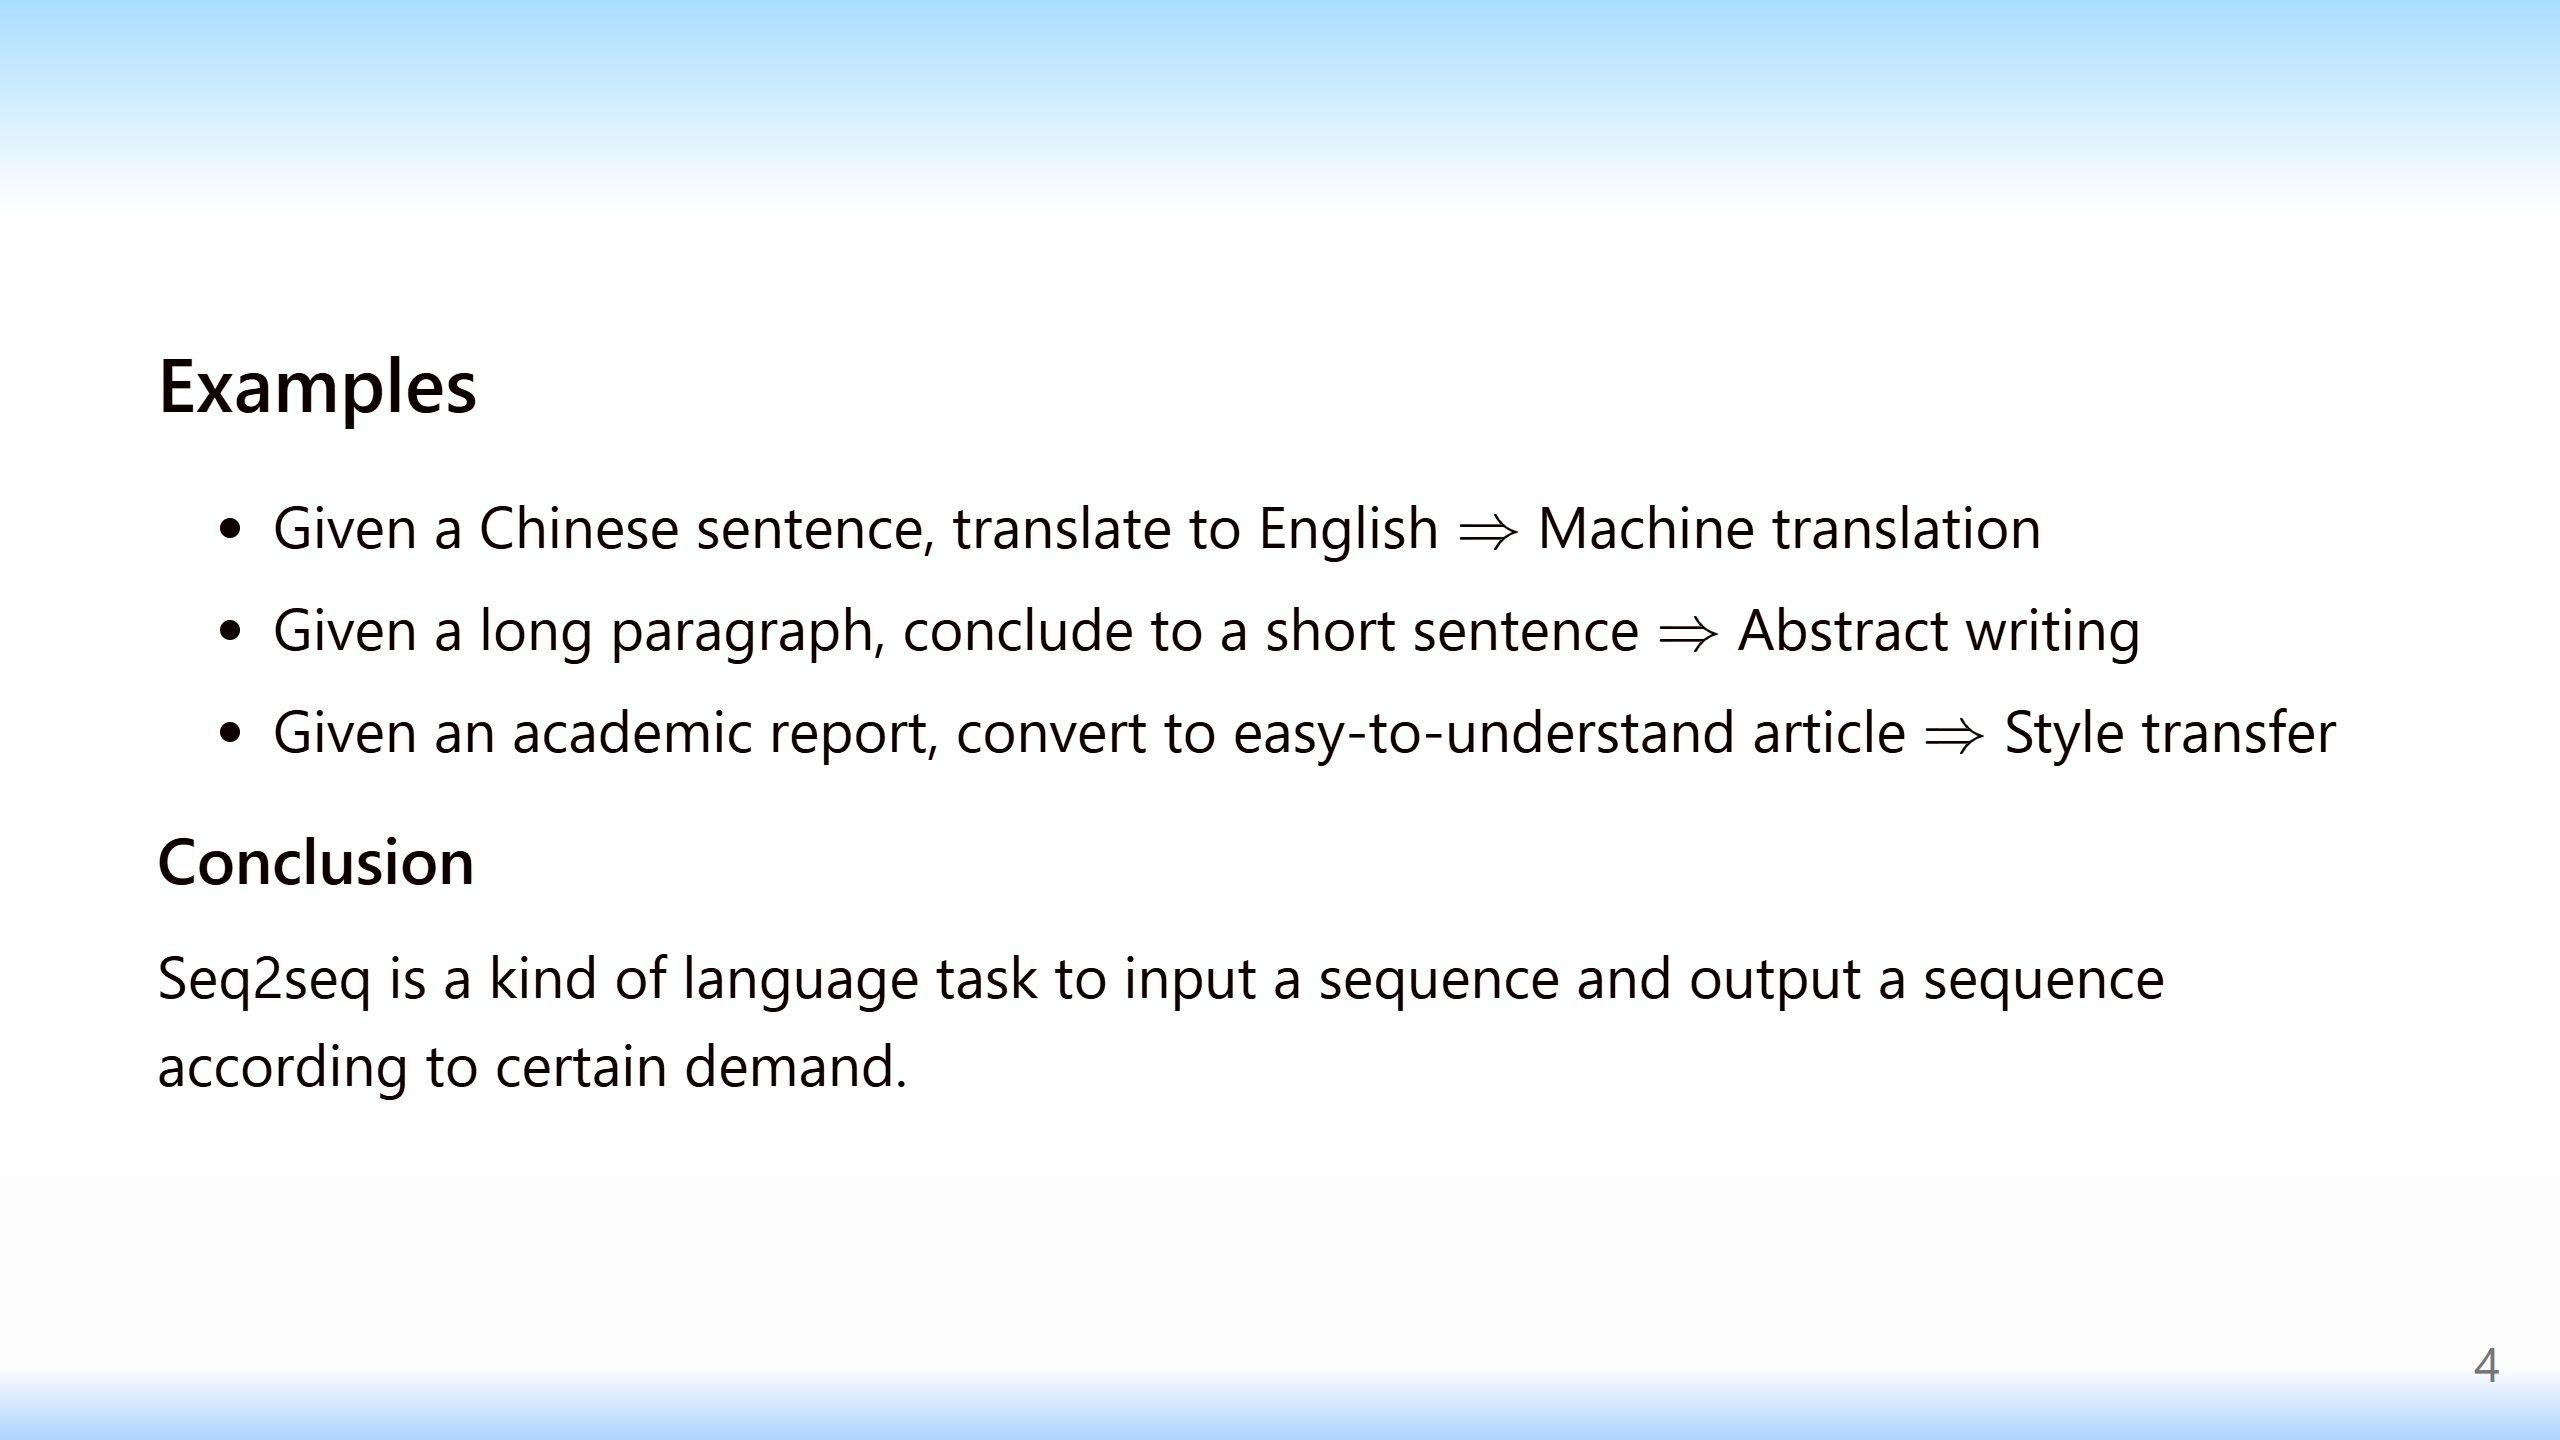 Examples
• Given a Chinese sentence, translate to English ⇒ Machine translation
• Given a long paragraph, conclude to a short sentence ⇒ Abstract writing
• Given an academic report, convert to easy-to-understand article ⇒ Style transfer
Conclusion
Seq2seq is a kind of language task to input a sequence and output a sequence
according to certain demand.
4